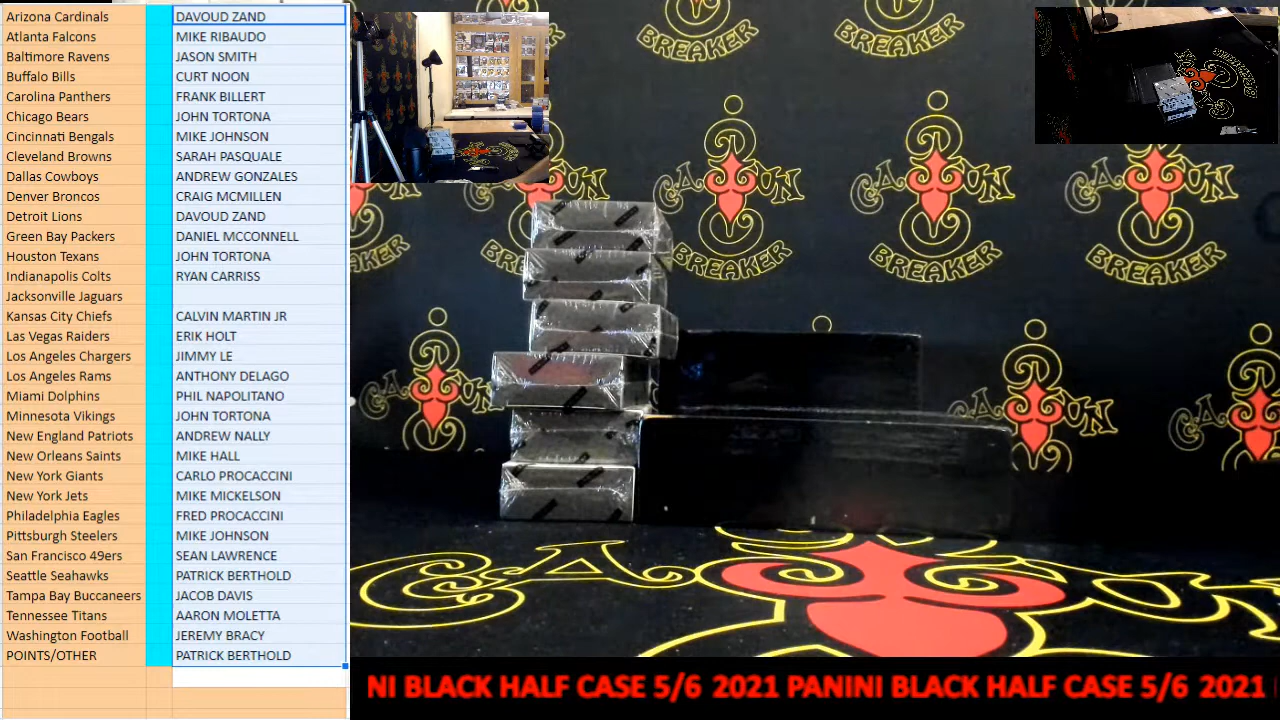 Arizona Cardinals DAVOUD ZAND
Atlanta Falcons MIKE RIBAUDO
Baltimore Ravens JASON SMITH
Buffalo Bills CURT NOON
Carolina Panthers FRANK BILLERT
Chicago Bears JOHN TORTONA
Cincinnati Bengals MIKE JOHNSON
Cleveland Browns SARAH PASQUALE
Dallas Cowboys ANDREW GONZALES
Denver Broncos CRAIG MCMILLEN
Detroit Lions DAVOUD ZAND
Green Bay Packers DANIEL MCCONNELL
Houston Texans JOHN TORTONA
Indianapolis Colts RYAN CARRISS
Jacksonville Jaguars
Kansas City Chiefs CALVIN MARTIN JR
Las Vegas Raiders ERIK HOLT
Los Angeles Chargers JIMMY LE
Los Angeles Rams ANTHONY DELAGO
Miami Dolphins PHIL NAPOLITANO
Minnesota Vikings JOHN TORTONA
New England Patriots ANDREW NALLY
New Orleans Saints MIKE HALL
New York Giants CARLO PROCACCINI
New York Jets MIKE MICKELSON
Philadelphia Eagles FRED PROCACCINI
Pittsburgh Steelers MIKE JOHNSON
San Francisco 49ers SEAN LAWRENCE
Seattle Seahawks PATRICK BERTHOLD
Tampa Bay Buccaneers JACOB DAVIS
Tennessee Titans AARON MOLETTA
Washington Football JEREMY BRACY
POINTS/OTHER PATRICK BERTHOLD
BREAKER
BREAKER
CAJUN
BREAKER
CAJUN
BREAKER
CAJUN
BREAKER
NI BLACK HALF CASE 5/6 2021 PANINI BLACK HALF CASE 5/6 2021